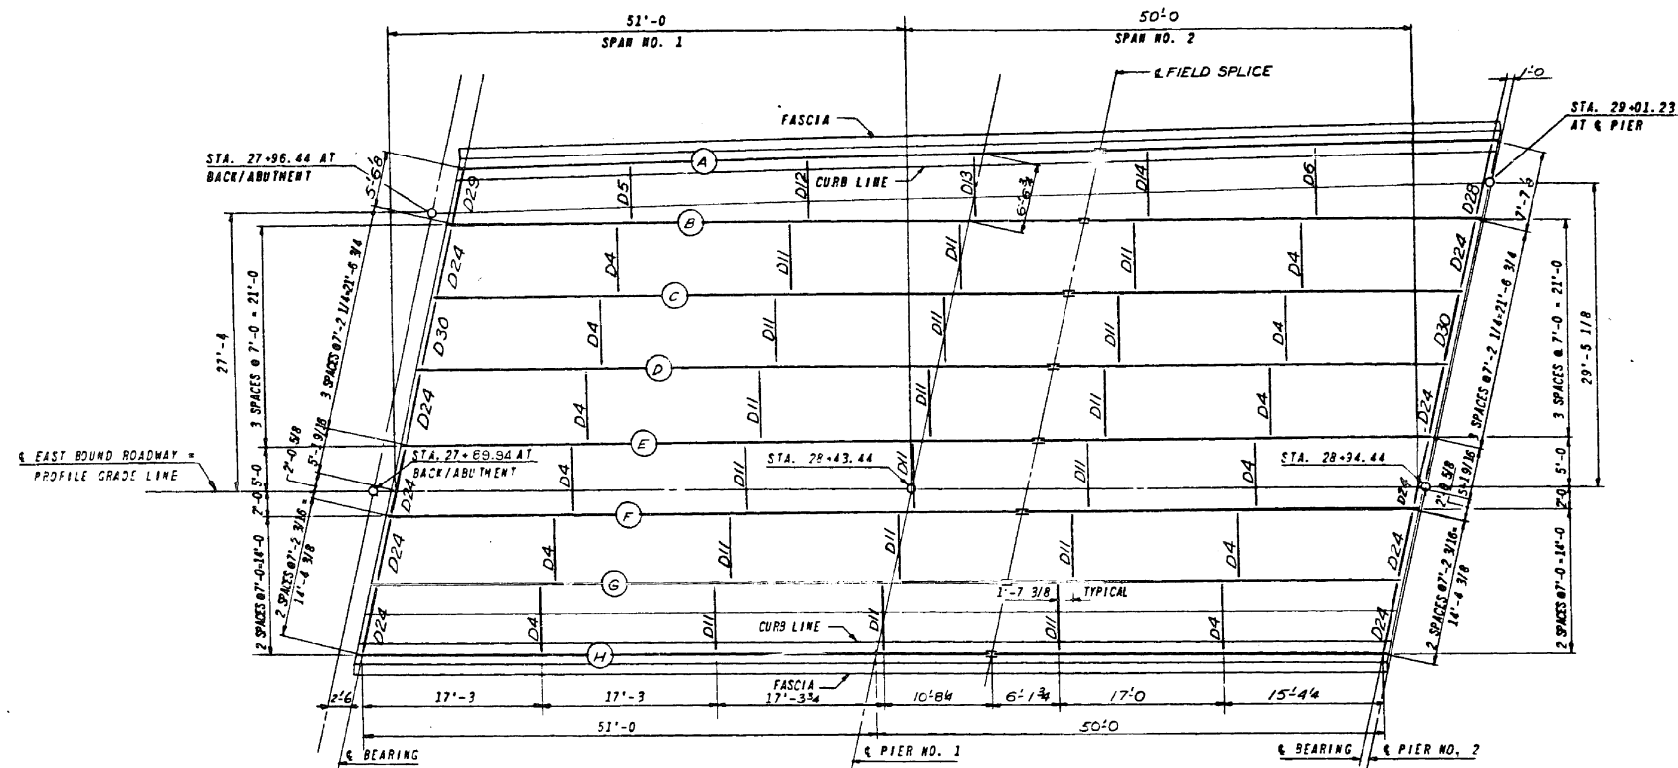 51'-0
50'-0
SPAN NO. 1
SPAN NO. 2
℄ FIELD SPLICE
1'-0
STA. 29+01.23
AT ℄ PIER
FASCIA
STA. 27+96.44 AT
BACK/ABUTMENT
5'-6 1/8
A
CURB LINE
D29
D5
D12
D13
6'-6 3/4
D14
D6
D28
7'-7 1/8
B
D24
D4
D11
D11
D11
D4
D24
C
D30
D4
D11
D11
D11
D4
D30
D
D24
D4
D11
D11
D11
D4
D24
E
27'-4
3 SPACES @ 7'-0 = 21'-0
3 SPACES @7'-2 1/4=21'-6 3/4
3 SPACES @7'-2 1/4=21'-6 3/4
3 SPACES @ 7'-0 = 21'-0
29'-5 1/8
℄ EAST BOUND ROADWAY =
PROFILE GRADE LINE
2'-0 5/8
5'-1 9/16
5'-0
2'-0
STA. 27+69.94 AT
BACK/ABUTMENT
STA. 28+43.44
STA. 28+94.44
D24
D4
D11
D11
D4
D24
2'-0 5/8
5'-1 9/16
5'-0
2'-0
F
D24
D4
D11
D11
D11
D4
D24
G
1'-7 3/8
TYPICAL
2 SPACES @7'-0=14'-0
2 SPACES @7'-2 3/16=
14'-4 3/8
2 SPACES @7'-2 3/16=
14'-4 3/8
2 SPACES @7'-0=14'-0
D24
D4
D11
D11
D11
D4
D24
CURB LINE
H
FASCIA
2'-6
17'-3
17'-3
17'-3 3/4
10'-8 1/4
6'-1 3/4
17'-0
15'-4 1/4
51'-0
50'-0
℄ BEARING
℄ PIER NO. 1
℄ BEARING
℄ PIER NO. 2